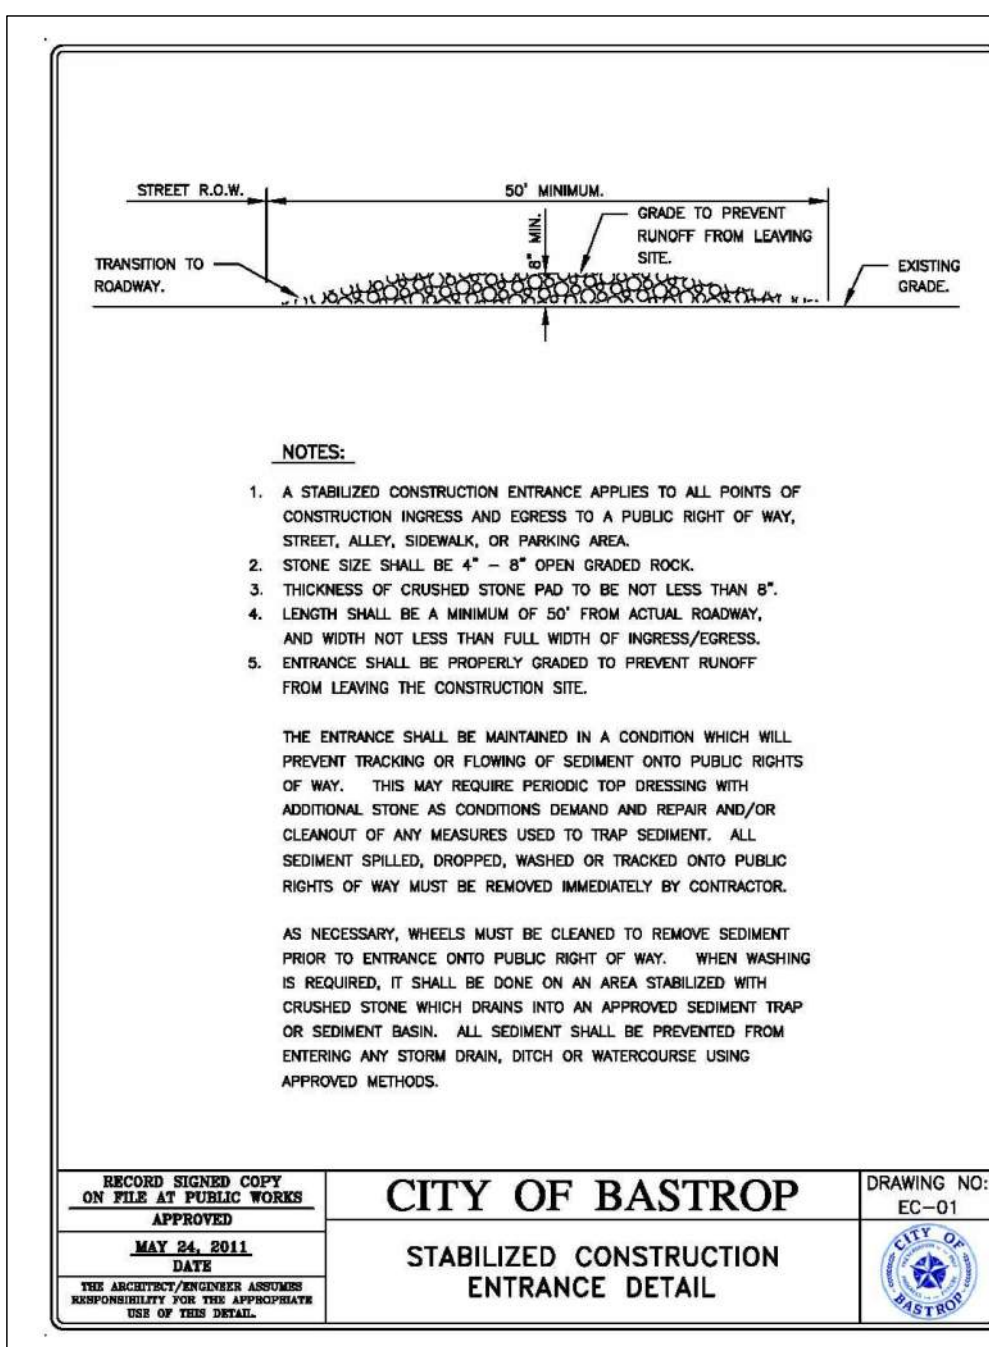 STREET R.O.W.
50' MINIMUM.
8" MIN.
GRADE TO PREVENT
RUNOFF FROM LEAVING
SITE.
TRANSITION TO
ROADWAY.
EXISTING
GRADE.
NOTES:
1. A STABILIZED CONSTRUCTION ENTRANCE APPLIES TO ALL POINTS OF
CONSTRUCTION INGRESS AND EGRESS TO A PUBLIC RIGHT OF WAY,
STREET, ALLEY, SIDEWALK, OR PARKING AREA.
2. STONE SIZE SHALL BE 4" – 8" OPEN GRADED ROCK.
3. THICKNESS OF CRUSHED STONE PAD TO BE NOT LESS THAN 8".
4. LENGTH SHALL BE A MINIMUM OF 50' FROM ACTUAL ROADWAY,
AND WIDTH NOT LESS THAN FULL WIDTH OF INGRESS/EGRESS.
5. ENTRANCE SHALL BE PROPERLY GRADED TO PREVENT RUNOFF
FROM LEAVING THE CONSTRUCTION SITE.
THE ENTRANCE SHALL BE MAINTAINED IN A CONDITION WHICH WILL
PREVENT TRACKING OR FLOWING OF SEDIMENT ONTO PUBLIC RIGHTS
OF WAY. THIS MAY REQUIRE PERIODIC TOP DRESSING WITH
ADDITIONAL STONE AS CONDITIONS DEMAND AND REPAIR AND/OR
CLEANOUT OF ANY MEASURES USED TO TRAP SEDIMENT. ALL
SEDIMENT SPILLED, DROPPED, WASHED OR TRACKED ONTO PUBLIC
RIGHTS OF WAY MUST BE REMOVED IMMEDIATELY BY CONTRACTOR.
AS NECESSARY, WHEELS MUST BE CLEANED TO REMOVE SEDIMENT
PRIOR TO ENTRANCE ONTO PUBLIC RIGHT OF WAY. WHEN WASHING
IS REQUIRED, IT SHALL BE DONE ON AN AREA STABILIZED WITH
CRUSHED STONE WHICH DRAINS INTO AN APPROVED SEDIMENT TRAP
OR SEDIMENT BASIN. ALL SEDIMENT SHALL BE PREVENTED FROM
ENTERING ANY STORM DRAIN, DITCH OR WATERCOURSE USING
APPROVED METHODS.
RECORD SIGNED COPY
ON FILE AT PUBLIC WORKS
APPROVED
MAY 24, 2011
DATE
THE ARCHITECT/ENGINEER ASSUMES
RESPONSIBILITY FOR THE APPROPRIATE
USE OF THIS DETAIL.
CITY OF BASTROP
STABILIZED CONSTRUCTION
ENTRANCE DETAIL
DRAWING NO:
EC-01
CITY OF
BASTROP